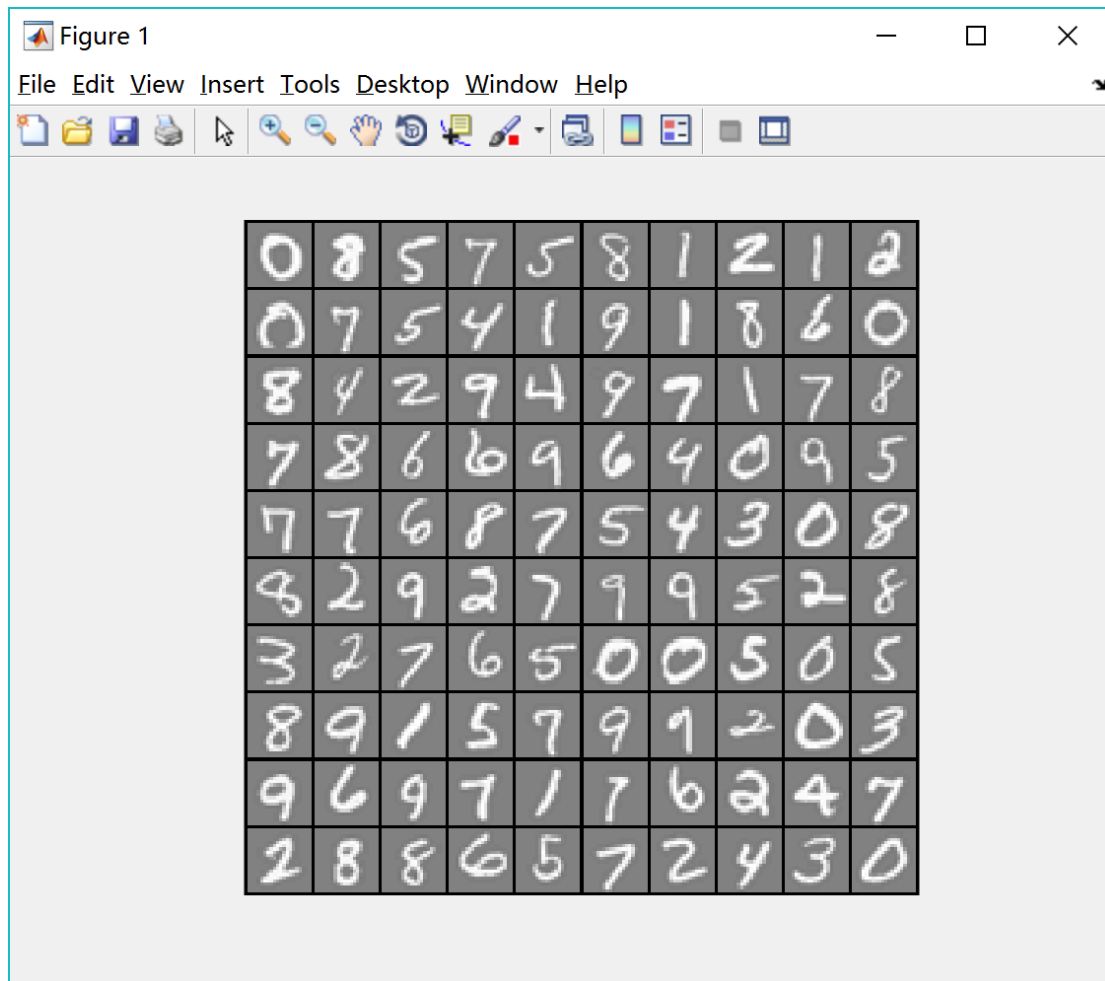 Figure 1
File Edit View Insert Tools Desktop Window Help
0 8 5 7 5 8 1 2 1 2
0 7 5 4 1 9 1 8 6 0
8 4 2 9 4 9 7 1 7 8
7 8 6 6 9 6 4 0 9 5
7 7 6 8 7 5 4 3 0 8
8 2 9 2 7 9 9 5 2 8
3 2 7 6 5 0 0 5 0 5
8 9 1 5 7 9 9 2 0 3
9 6 9 7 1 7 6 2 4 7
2 8 8 6 5 7 2 4 3 0